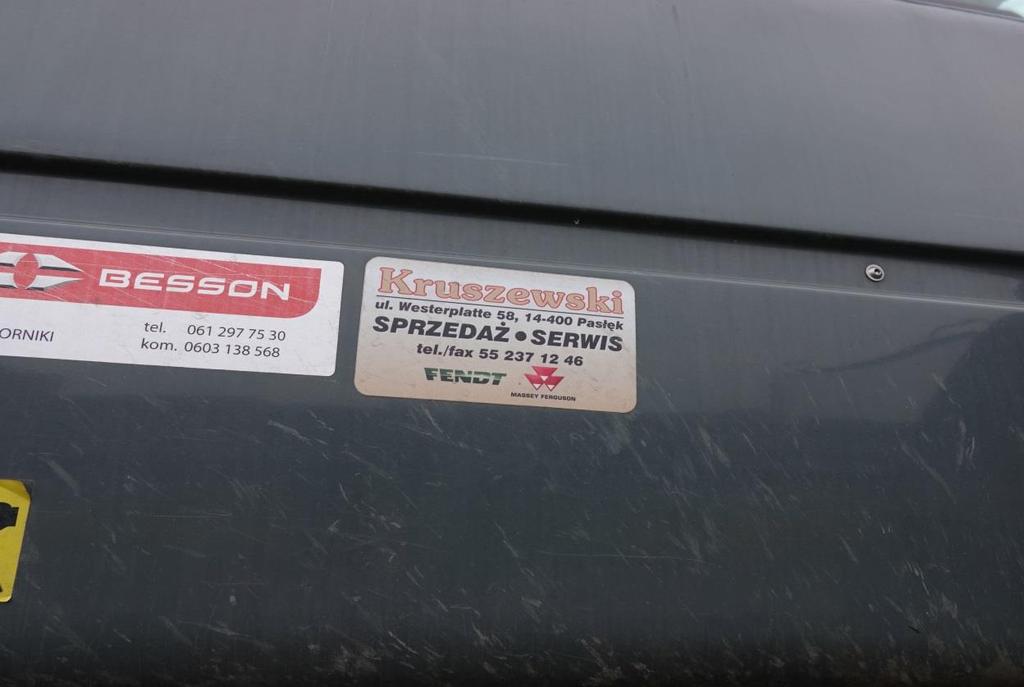 BESSON
ORNIKI
tel. 061 297 75 30
kom. 0603 138 568
Kruszewski
ul. Westerplatte 58, 14-400 Pasłęk
SPRZEDAŻ • SERWIS
tel./fax 55 237 12 46
FENDT
MASSEY FERGUSON